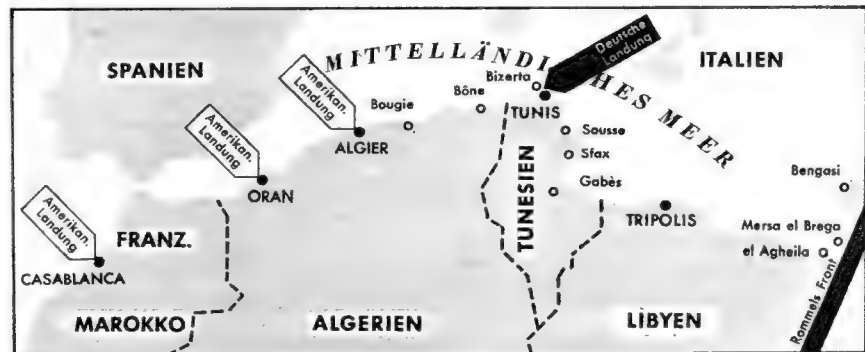 SPANIEN
MITTELLÄNDISCHES MEER
Deutsche
Landung
ITALIEN
Amerikan.
Landung
Bizerta
Bône
Bougie
TUNIS
ALGIER
Sousse
Sfax
Amerikan.
Landung
ORAN
Gabès
TUNESIEN
TRIPOLIS
Bengasi
Amerikan.
Landung
FRANZ.
Mersa el Brega
el Agheila
CASABLANCA
Rommels Front
MAROKKO
ALGERIEN
LIBYEN